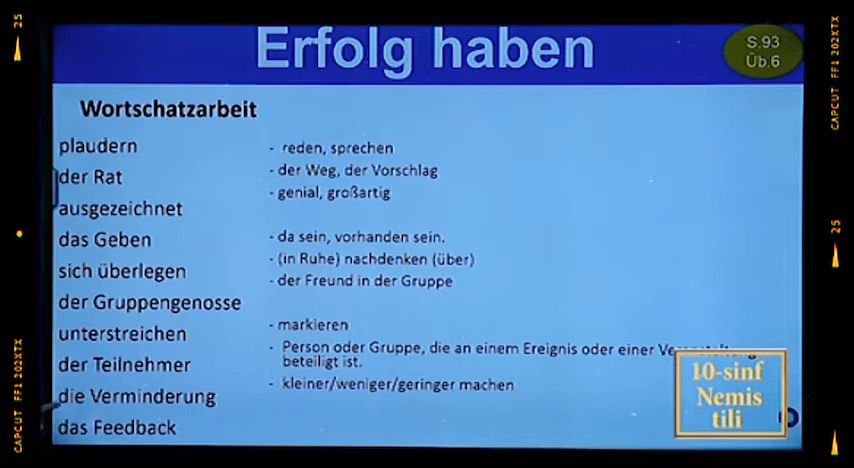 Erfolg haben
S.93
Üb.6
Wortschatzarbeit
plaudern
der Rat
ausgezeichnet
das Geben
sich überlegen
der Gruppengenosse
unterstreichen
der Teilnehmer
die Verminderung
das Feedback
- reden, sprechen
- der Weg, der Vorschlag
- genial, großartig
- da sein, vorhanden sein.
- (in Ruhe) nachdenken (über)
- der Freund in der Gruppe
- markieren
- Person oder Gruppe, die an einem Ereignis oder einer
beteiligt ist.
- kleiner/weniger/geringer machen
10-sinf
Nemis
tili
25
CAPCUT FF1 202XTX
CAPCUT FF1 202XTX
25